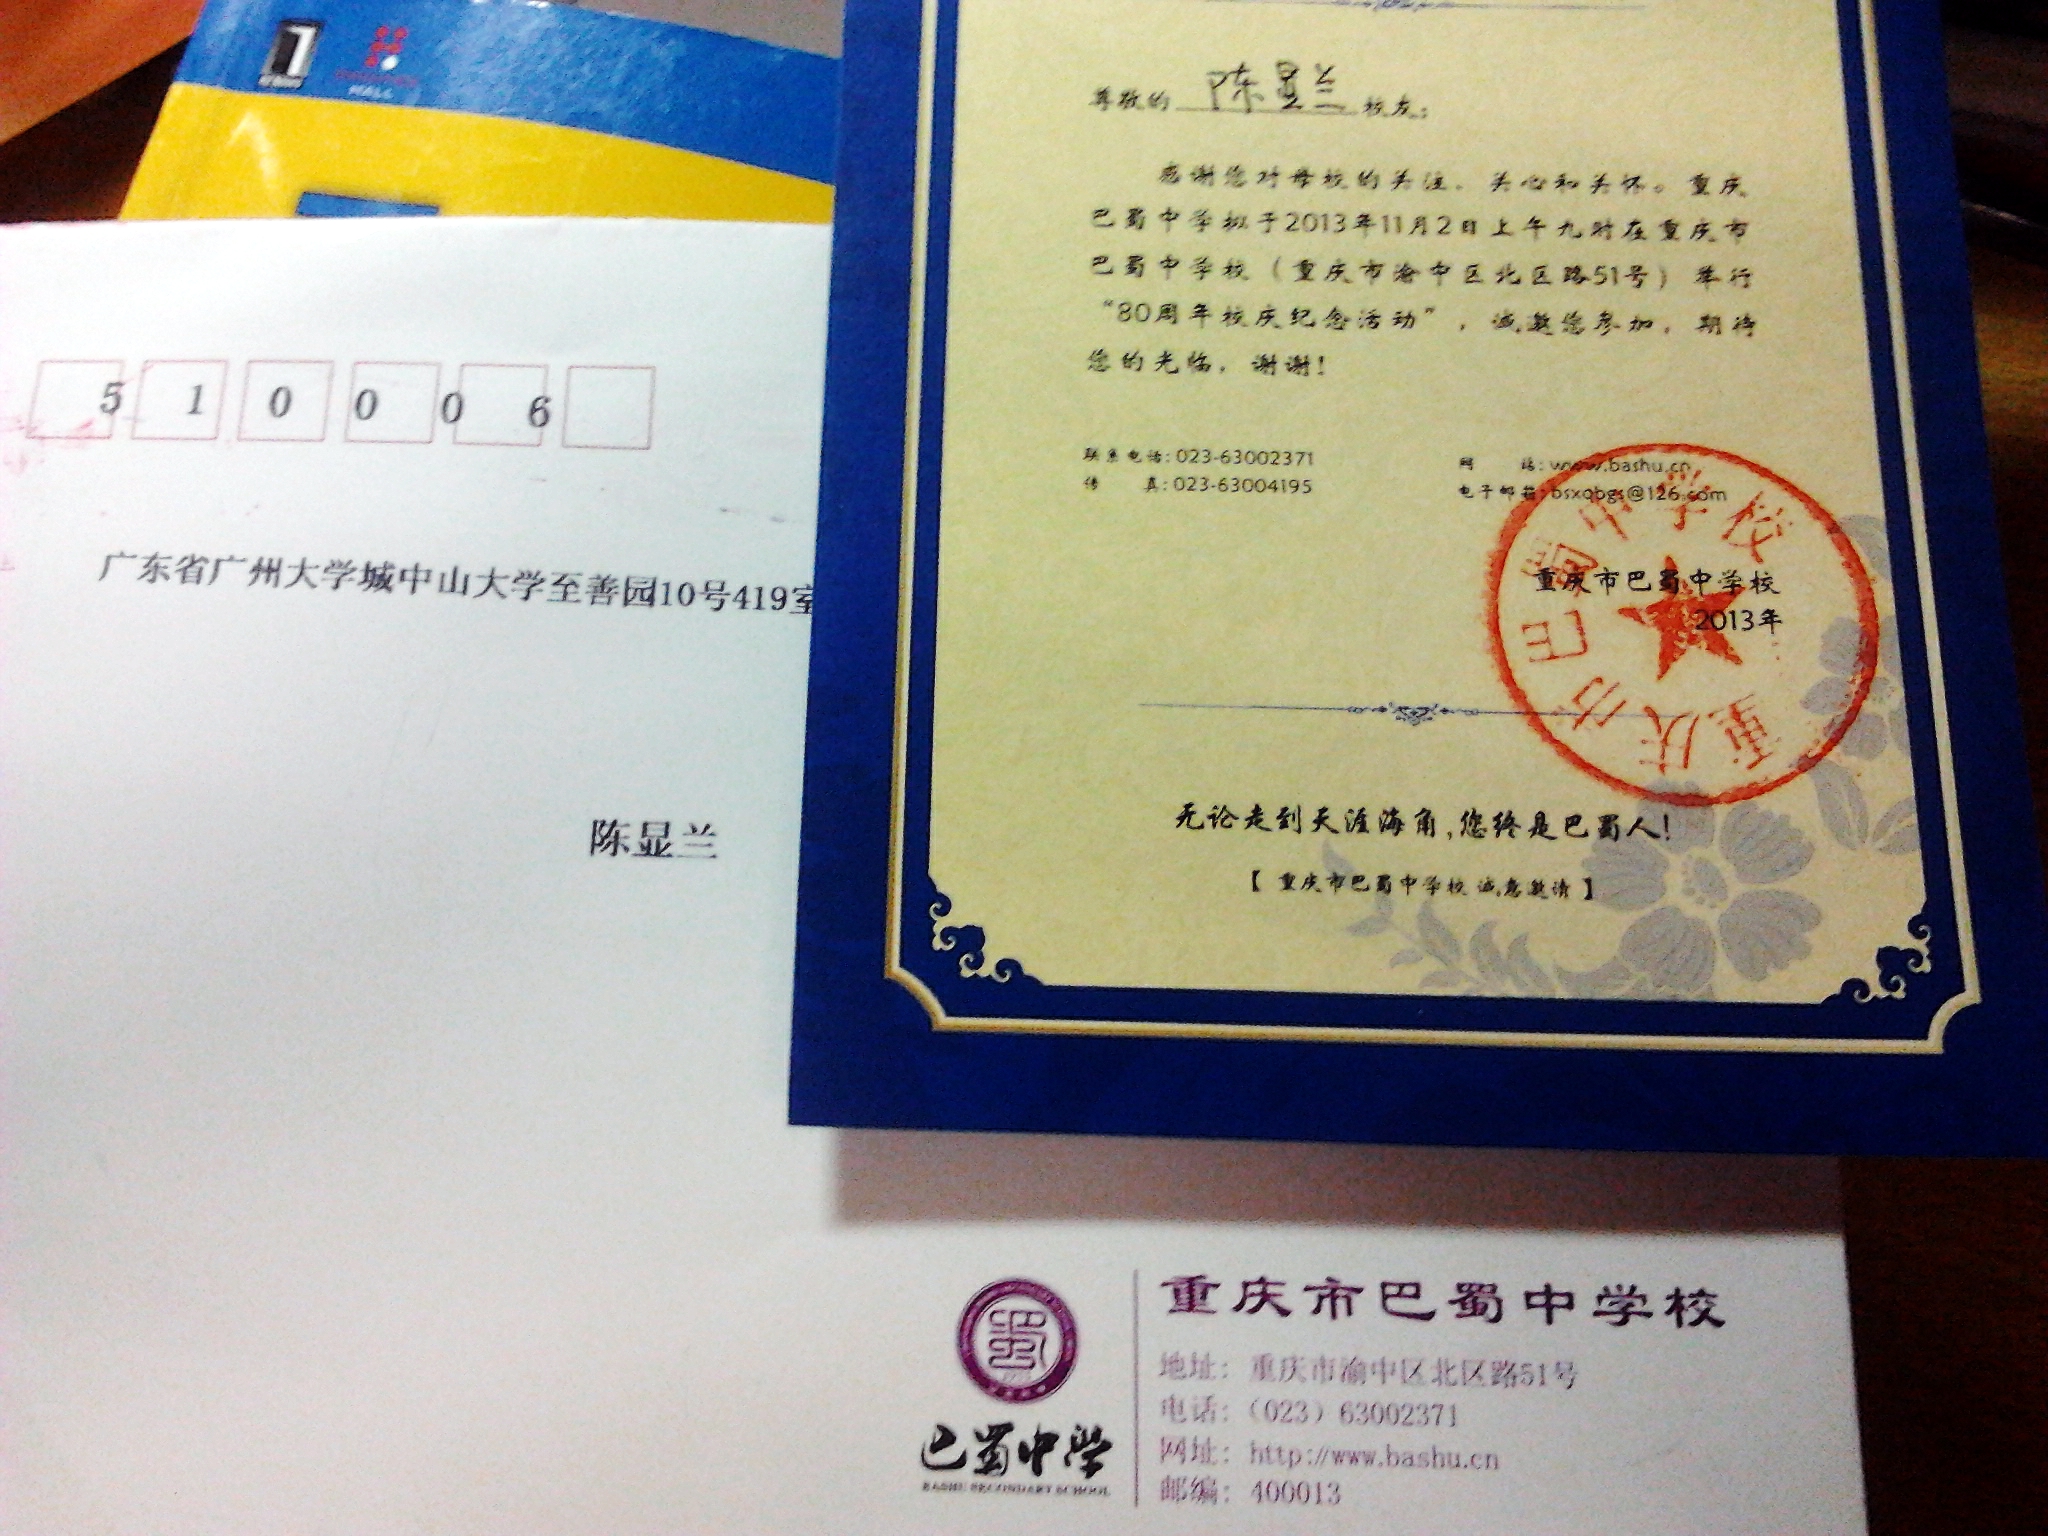 HALL
510006
广东省广州大学城中山大学至善园10号419室
陈显兰
尊敬的 陈显兰 校友：
感谢您对母校的关注、关心和关怀。重庆
巴蜀中学拟于2013年11月2日上午九时在重庆市
巴蜀中学校（重庆市渝中区北区路51号）举行
“80周年校庆纪念活动”，诚邀您参加，期待
您的光临，谢谢！
联系电话：023-63002371
网 址：www.bashu.cn
传 真：023-63004195
电子邮箱：bsxqbgs@126.com
重庆市巴蜀中学校
重庆市巴蜀中学校
2013年
无论走到天涯海角，您终是巴蜀人！
【 重庆市巴蜀中学校 诚意邀请 】
巴蜀中学
BASHU SECONDARY SCHOOL
重庆市巴蜀中学校
地址：重庆市渝中区北区路51号
电话：（023）63002371
网址：http://www.bashu.cn
邮编：400013